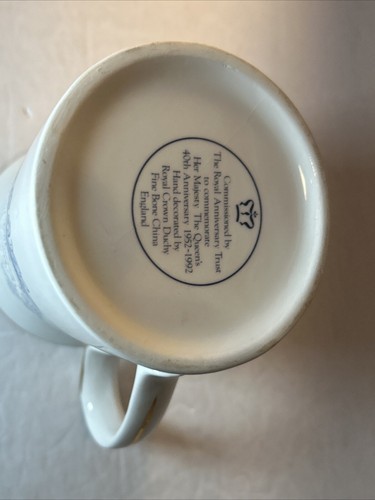 Commissioned by
The Royal Anniversary Trust
to commemorate
Her Majesty The Queen's
40th Anniversary 1952-1992
Hand decorated by
Royal Crown Duchy
Fine Bone China
England